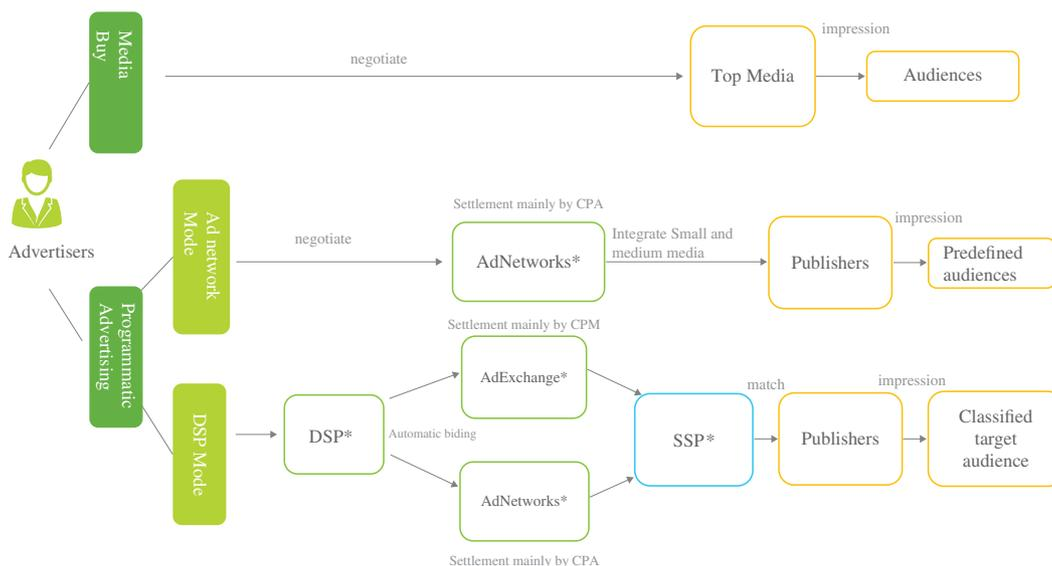 Media
Buy
negotiate
Top Media
impression
Audiences
Advertisers
Ad network
Mode
negotiate
Settlement mainly by CPA
AdNetworks*
Integrate Small and
medium media
Publishers
impression
Predefined
audiences
Programmatic
Advertising
DSP Mode
DSP*
Automatic biding
Settlement mainly by CPM
AdExchange*
AdNetworks*
Settlement mainly by CPA
SSP*
match
Publishers
impression
Classified
target
audience